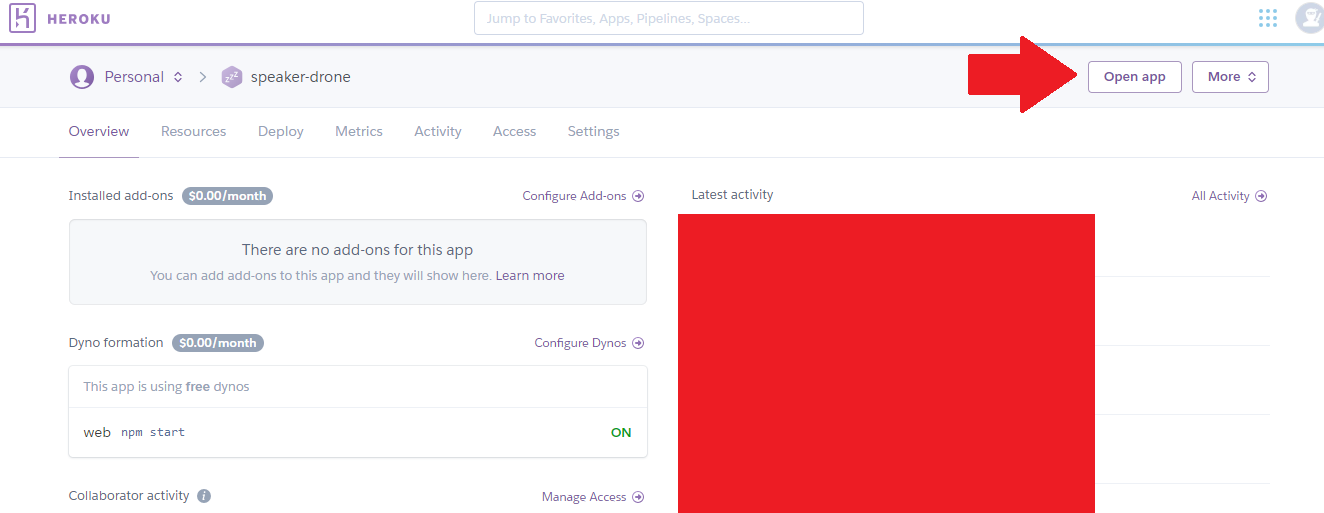 HEROKU
Jump to Favorites, Apps, Pipelines, Spaces...
Personal > speaker-drone
Open app
More
Overview Resources Deploy Metrics Activity Access Settings
Installed add-ons $0.00/month
Configure Add-ons
There are no add-ons for this app
You can add add-ons to this app and they will show here. Learn more
Dyno formation $0.00/month
Configure Dynos
This app is using free dynos
web npm start ON
Collaborator activity i
Manage Access
Latest activity
All Activity